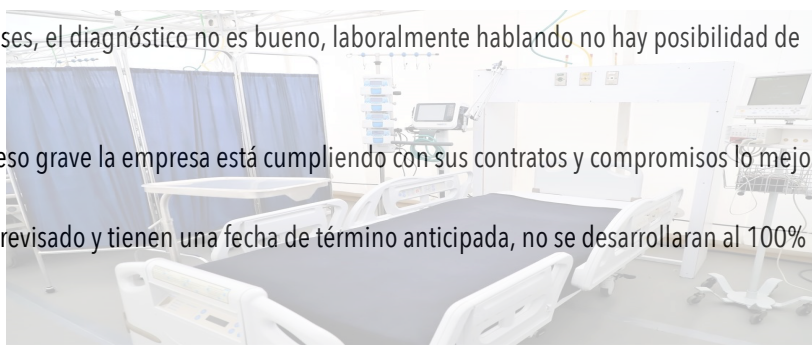 ses, el diagnóstico no es bueno, laboralmente hablando no hay posibilidad de
eso grave la empresa está cumpliendo con sus contratos y compromisos lo mejo
revisado y tienen una fecha de término anticipada, no se desarrollaran al 100%